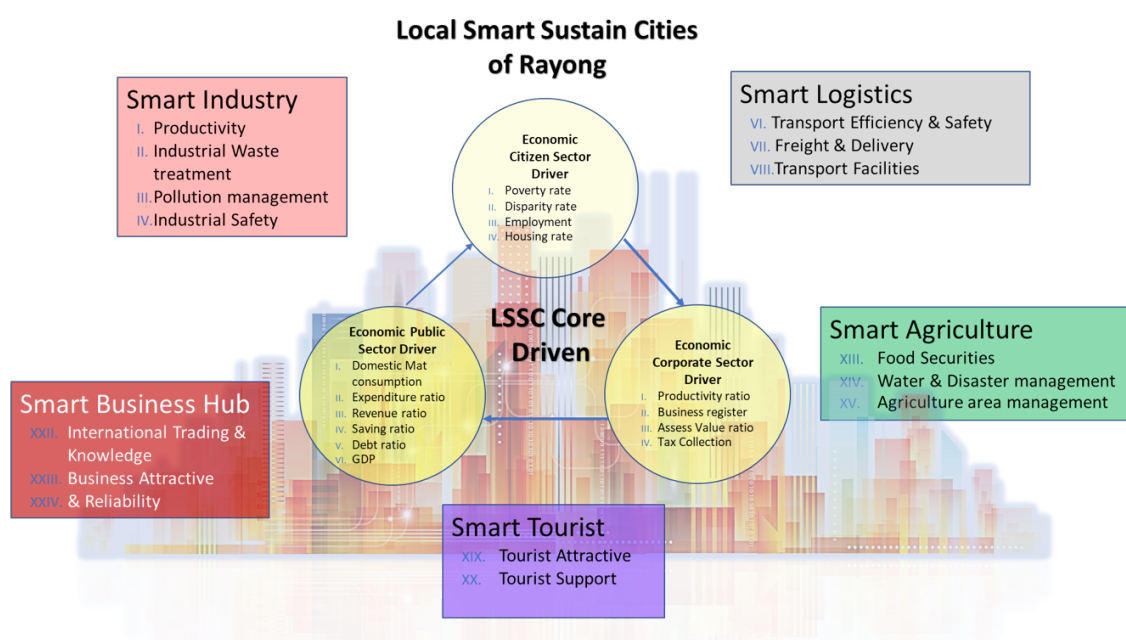 Local Smart Sustain Cities
of Rayong
Smart Industry
I. Productivity
II. Industrial Waste
treatment
III. Pollution management
IV. Industrial Safety
Economic
Citizen Sector
Driver
I. Poverty rate
II. Disparity rate
III. Employment
IV. Housing rate
Smart Logistics
VI. Transport Efficiency & Safety
VII. Freight & Delivery
VIII. Transport Facilities
LSSC Core
Driven
Economic Public
Sector Driver
I. Domestic Mat
consumption
II. Expenditure ratio
III. Revenue ratio
IV. Saving ratio
V. Debt ratio
VI. GDP
Economic
Corporate Sector
Driver
I. Productivity ratio
II. Business register
III. Assess Value ratio
IV. Tax Collection
Smart Agriculture
XIII. Food Securities
XIV. Water & Disaster management
XV. Agriculture area management
Smart Business Hub
XXII. International Trading &
Knowledge
XXIII. Business Attractive
XXIV. & Reliability
Smart Tourist
XIX. Tourist Attractive
XX. Tourist Support